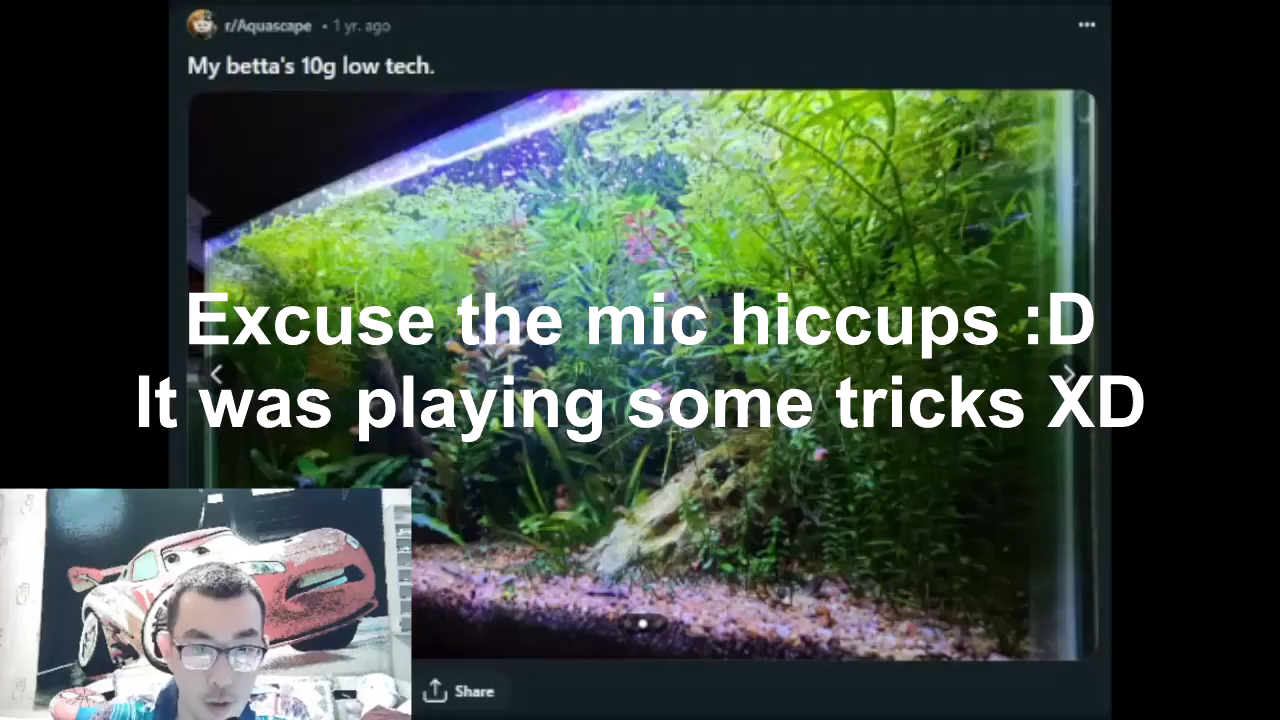 r/Aquascape • 1 yr. ago
My betta's 10g low tech.
Excuse the mic hiccups :D
It was playing some tricks XD
Share